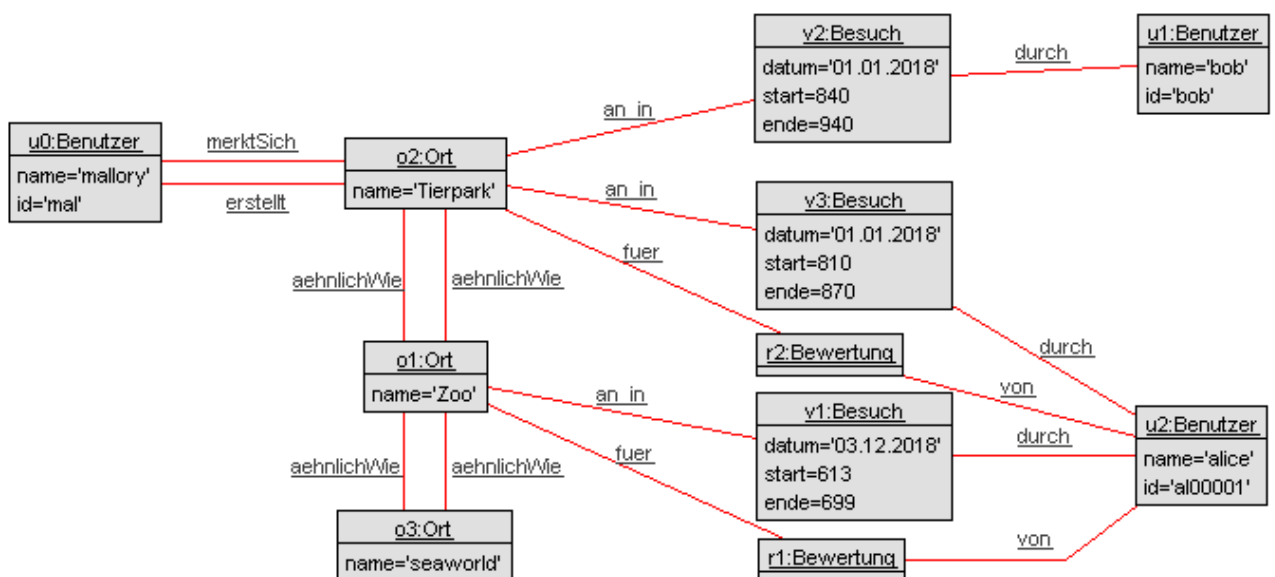 v2:Besuch
datum='01.01.2018'
start=840
ende=940
durch
u1:Benutzer
name='bob'
id='bob'
an_in
u0:Benutzer
name='mallory'
id='mal'
merktSich
erstellt
o2:Ort
name='Tierpark'
an_in
v3:Besuch
datum='01.01.2018'
start=810
ende=870
fuer
aehnlichWie
aehnlichWie
durch
r2:Bewertung
von
o1:Ort
name='Zoo'
an_in
v1:Besuch
datum='03.12.2018'
start=613
ende=699
durch
u2:Benutzer
name='alice'
id='al00001'
fuer
aehnlichWie
aehnlichWie
o3:Ort
name='seaworld'
r1:Bewertung
von